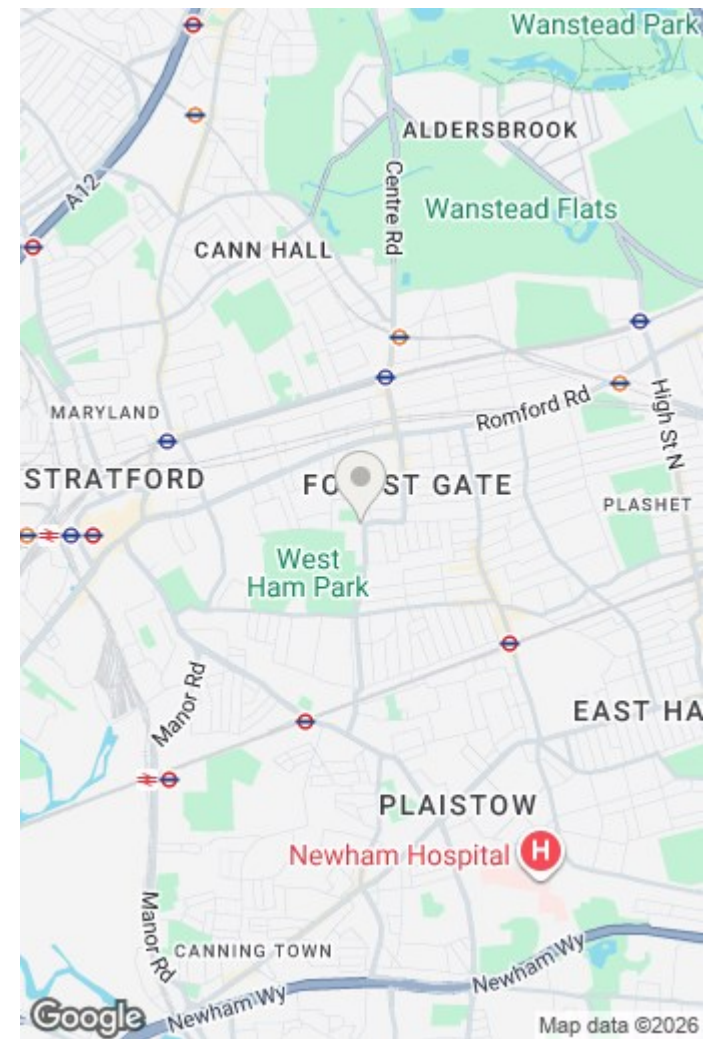 Wanstead Park
ALDERSBROOK
A12
Centre Rd
Wanstead Flats
CANN HALL
MARYLAND
Romford Rd
High St N
STRATFORD
FO ST GATE
PLASHET
West
Ham Park
Manor Rd
EAST HA
PLAISTOW
Newham Hospital
H
Manor Rd
CANNING TOWN
Newham Wy
Newham Wy
Google
Map data ©2026